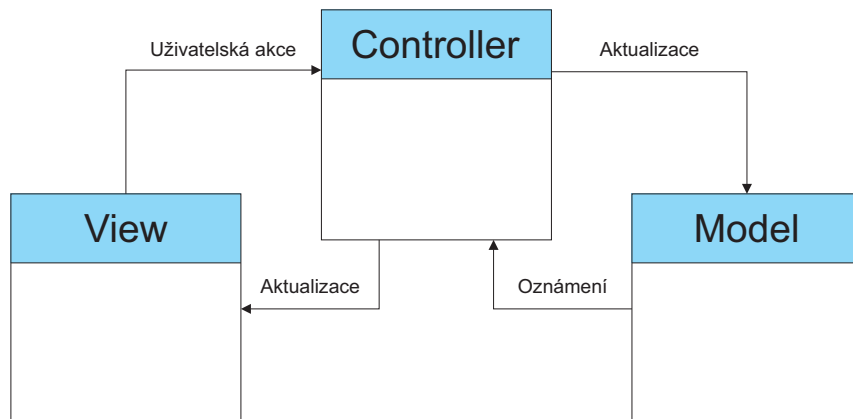 Controller
Uživatelská akce
Aktualizace
View
Model
Aktualizace
Oznámení